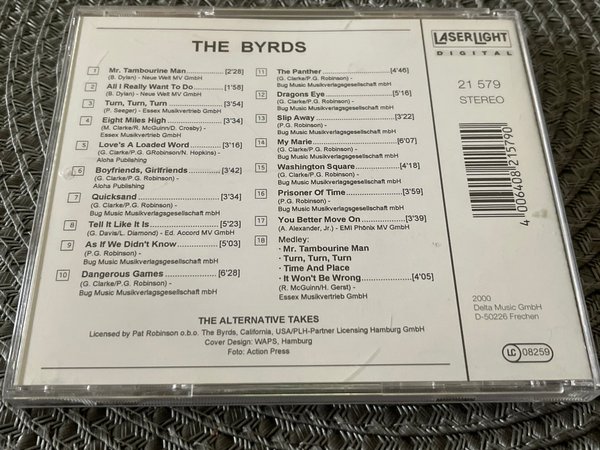 THE BYRDS
1 Mr. Tambourine Man [2'28]
(B. Dylan) - Neue Welt MV GmbH
2 All I Really Want To Do [1'58]
(B. Dylan) - Neue Welt MV GmbH
3 Turn, Turn, Turn [3'54]
(P. Seeger) - Essex Musikvertrieb GmbH
4 Eight Miles High [3'34]
(M. Clarke/R. McGuinn/D. Crosby) -
Essex Musikvertrieb GmbH
5 Love's A Loaded Word [3'16]
(G. Clarke/P.G. GRobinson/N. Hopkins) -
Aloha Publishing
6 Boyfriends, Girlfriends [3'42]
(G. Clarke/P.G. Robinson) -
Aloha Publishing
7 Quicksand [3'34]
(G. Clarke/P.G. Robinson) -
Bug Music Musikverlagsgesellschaft mbH
8 Tell It Like It Is [5'23]
(G. Davis/L. Diamond) - Ed. Accord MV GmbH
9 As If We Didn't Know [5'03]
(P.G. Robinson) -
Bug Music Musikverlagsgesellschaft mbH
10 Dangerous Games [6'28]
(G. Clarke/P.G. Robinson) -
Bug Music Musikverlagsgesellschaft mbH
11 The Panther [4'46]
(G. Clarke/P.G. Robinson) -
Bug Music Musikverlagsgesellschaft mbH
12 Dragons Eye [5'16]
(G. Clarke/P.G. Robinson) -
Bug Music Musikverlagsgesellschaft mbH
13 Slip Away [3'22]
(P.G. Robinson) -
Bug Music Musikverlagsgesellschaft mbH
14 My Marie [6'07]
(G. Clarke/P.G. Robinson) -
Bug Music Musikverlagsgesellschaft mbH
15 Washington Square [4'18]
(G. Clarke/P.G. Robinson) -
Bug Music Musikverlagsgesellschaft mbH
16 Prisoner Of Time [3'59]
(P.G. Robinson) -
Bug Music Musikverlagsgesellschaft mbH
17 You Better Move On [3'39]
(A. Alexander, Jr.) - EMI Phönix MV GmbH
18 Medley:
· Mr. Tambourine Man
· Turn, Turn, Turn
· Time And Place
· It Won't Be Wrong [4'05]
(R. McGuinn/H. Gerst) -
Essex Musikvertrieb GmbH
THE ALTERNATIVE TAKES
Licensed by Pat Robinson o.b.o. The Byrds, California, USA/PLH-Partner Licensing Hamburg GmbH
Cover Design: WAPS, Hamburg
Foto: Action Press
LASERLIGHT
DIGITAL
21 579
STEREO
4 006408 215790
2000
Delta Music GmbH
D-50226 Frechen
LC 08259